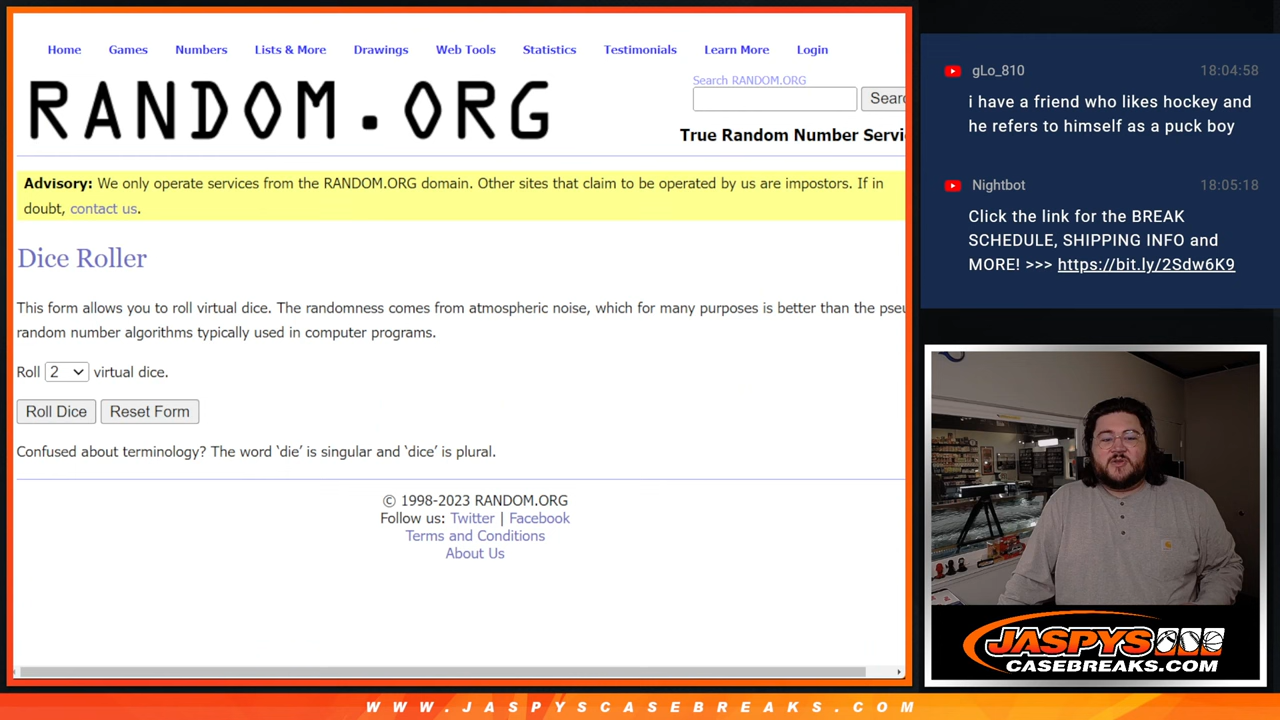 Home Games Numbers Lists & More Drawings Web Tools Statistics Testimonials Learn More Login
RANDOM.ORG
Search RANDOM.ORG
Searc
True Random Number Servi
Advisory: We only operate services from the RANDOM.ORG domain. Other sites that claim to be operated by us are impostors. If in
doubt, contact us.
Dice Roller
This form allows you to roll virtual dice. The randomness comes from atmospheric noise, which for many purposes is better than the pseu
random number algorithms typically used in computer programs.
Roll 2 virtual dice.
Roll Dice Reset Form
Confused about terminology? The word ‘die’ is singular and ‘dice’ is plural.
© 1998-2023 RANDOM.ORG
Follow us: Twitter | Facebook
Terms and Conditions
About Us
gLo_810 18:04:58
i have a friend who likes hockey and
he refers to himself as a puck boy
Nightbot 18:05:18
Click the link for the BREAK
SCHEDULE, SHIPPING INFO and
MORE! >>> https://bit.ly/2Sdw6K9
JASPYS
CASEBREAKS.COM
WWW.JASPYSCASEBREAKS.COM